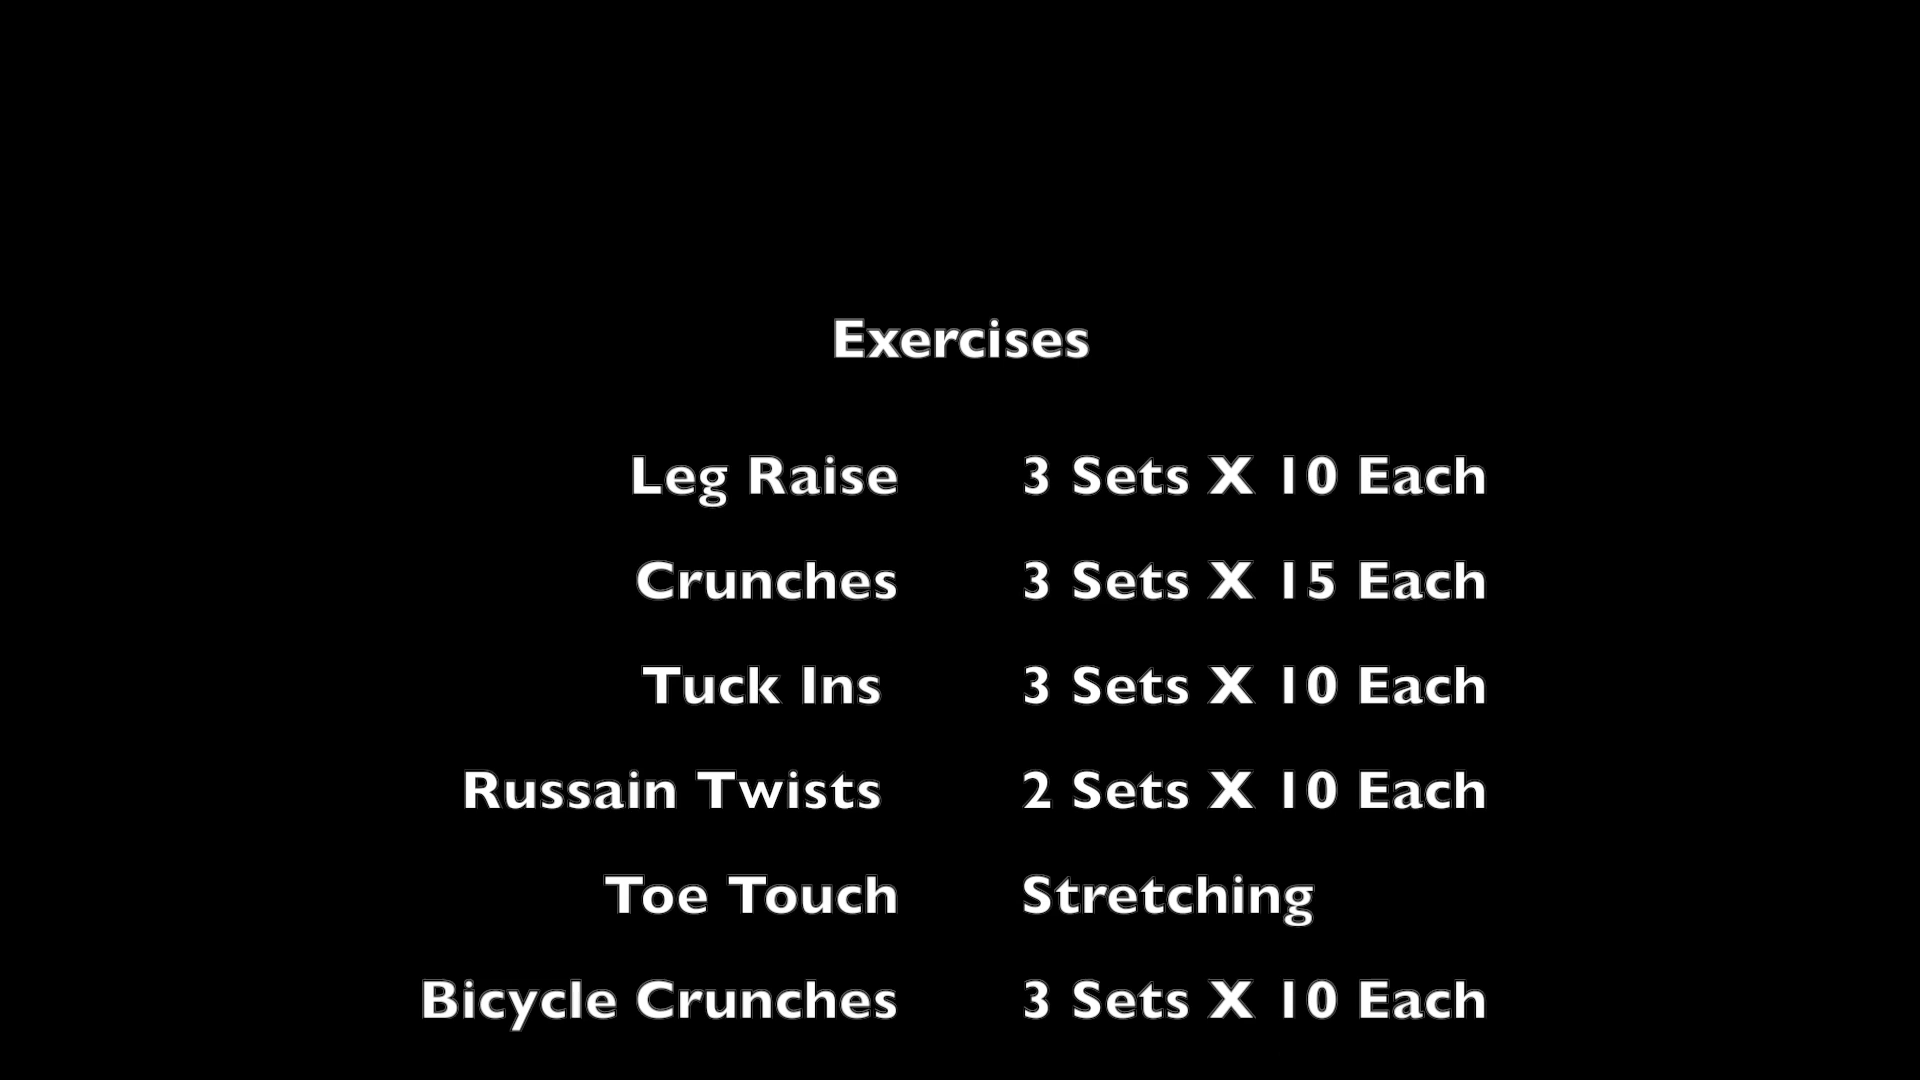 Exercises
Leg Raise 3 Sets X 10 Each
Crunches 3 Sets X 15 Each
Tuck Ins 3 Sets X 10 Each
Russain Twists 2 Sets X 10 Each
Toe Touch Stretching
Bicycle Crunches 3 Sets X 10 Each